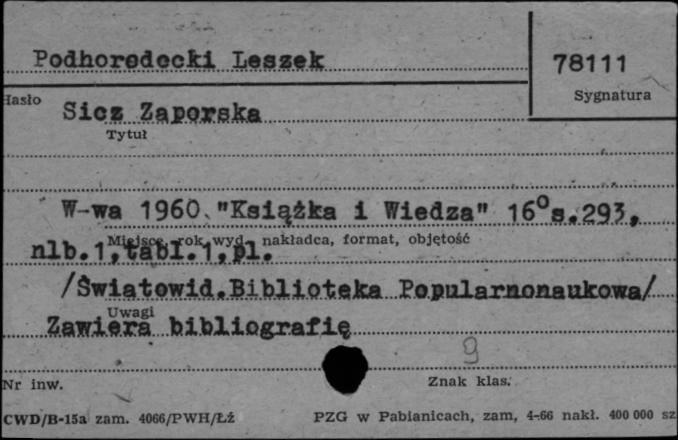 Podhorodecki Leszek
78111
Hasło
Sygnatura
Sicz Zaporska
Tytuł
W-wa 1960. "Książka i Wiedza" 16° s.293,
Miejsce, rok wyd., nakładca, format, objętość
nlb.1,tabl.1,pl.
/Światowid.Biblioteka Popularnonaukowa/
Uwagi
Zawiera bibliografię
9
Nr inw.
Znak klas.
CWD/B-15a zam. 4066/PWH/Łż
PZG w Pabianicach, zam, 4-66 nakł. 400 000 sz